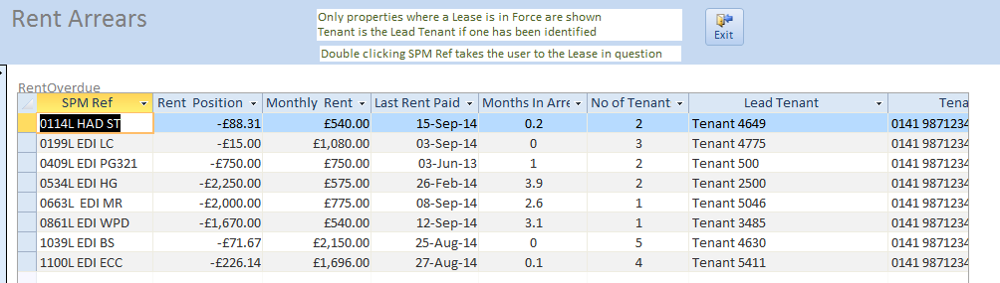 Rent Arrears
Only properties where a Lease is in Force are shown
Tenant is the Lead Tenant if one has been identified
Double clicking SPM Ref takes the user to the Lease in question
Exit
RentOverdue
SPM Ref Rent Position Monthly Rent Last Rent Paid Months In Arre No of Tenant Lead Tenant Tena
0114L HAD ST -£88.31 £540.00 15-Sep-14 0.2 2 Tenant 4649 0141 9871234
0199L EDI LC -£15.00 £1,080.00 03-Sep-14 0 3 Tenant 4775 0141 9871234
0409L EDI PG321 -£750.00 £750.00 03-Jun-13 1 2 Tenant 500 0141 9871234
0534L EDI HG -£2,250.00 £575.00 26-Feb-14 3.9 2 Tenant 2500 0141 9871234
0663L EDI MR -£2,000.00 £775.00 08-Sep-14 2.6 1 Tenant 5046 0141 9871234
0861L EDI WPD -£1,670.00 £540.00 12-Sep-14 3.1 1 Tenant 3485 0141 9871234
1039L EDI BS -£71.67 £2,150.00 25-Aug-14 0 5 Tenant 4630 0141 9871234
1100L EDI ECC -£226.14 £1,696.00 27-Aug-14 0.1 4 Tenant 5411 0141 9871234